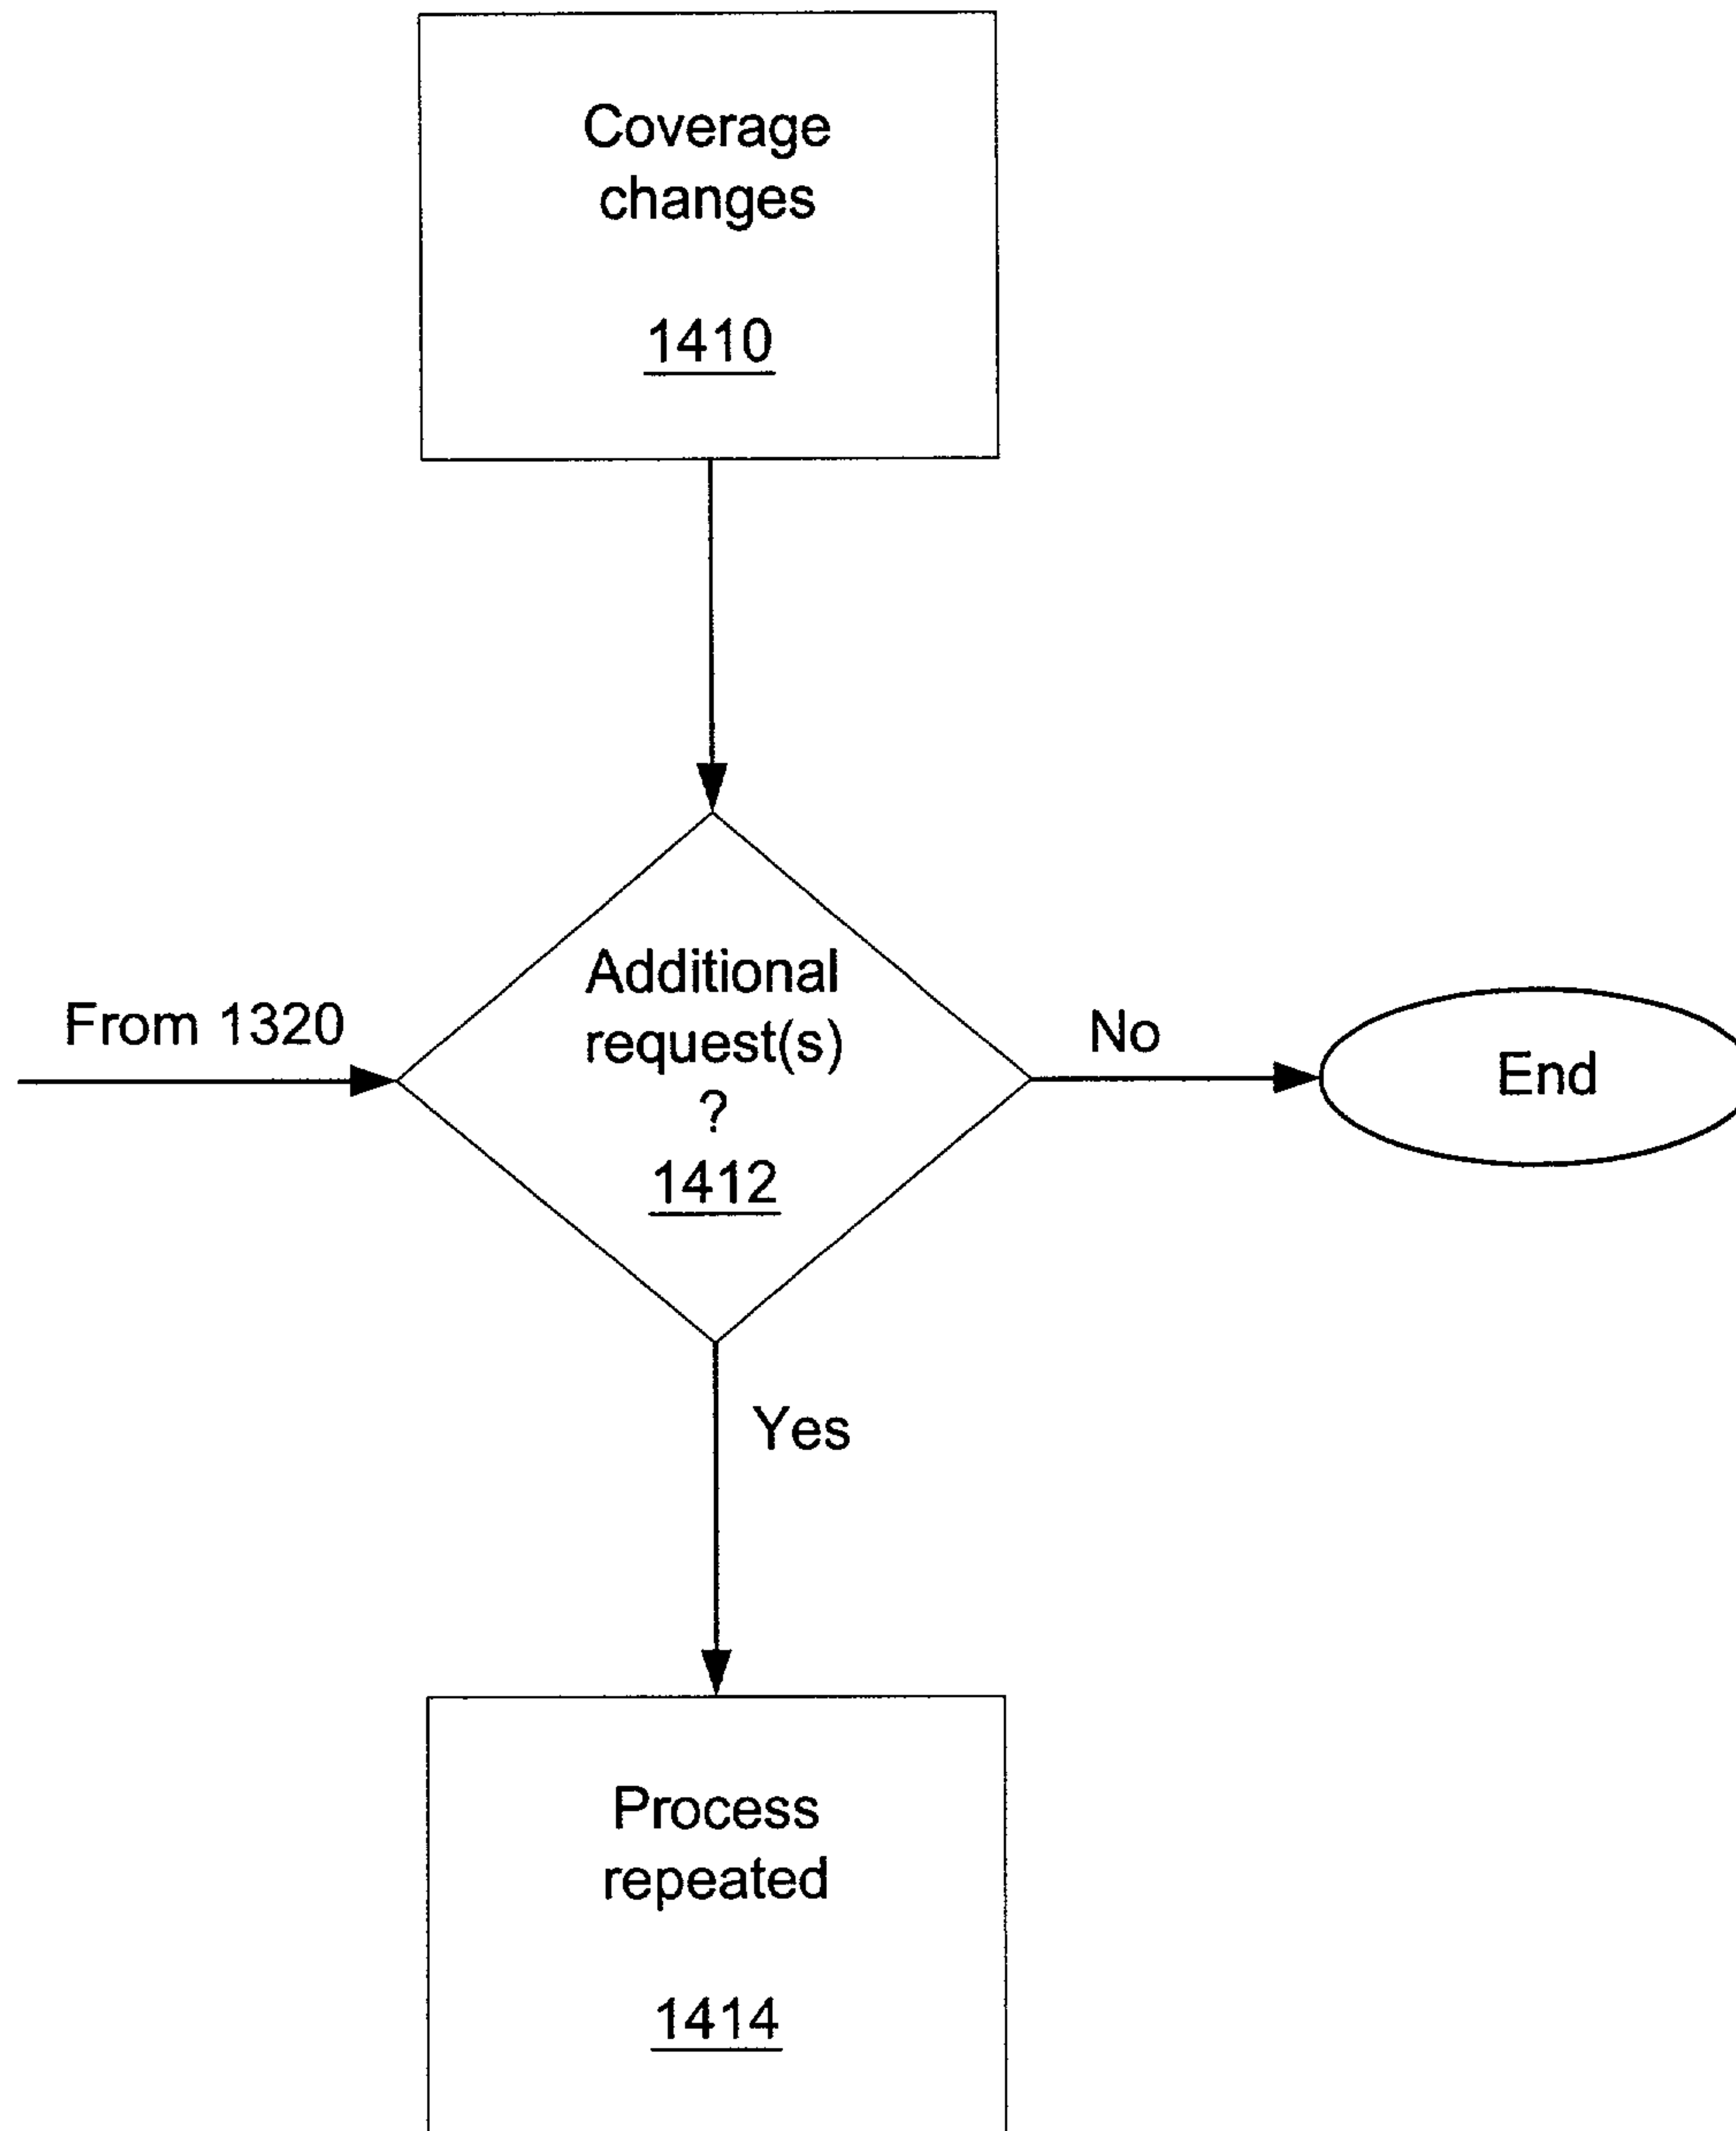 Coverage
changes
1410
Additional
request(s)
?
1412
From 1320
No
End
Yes
Process
repeated
1414